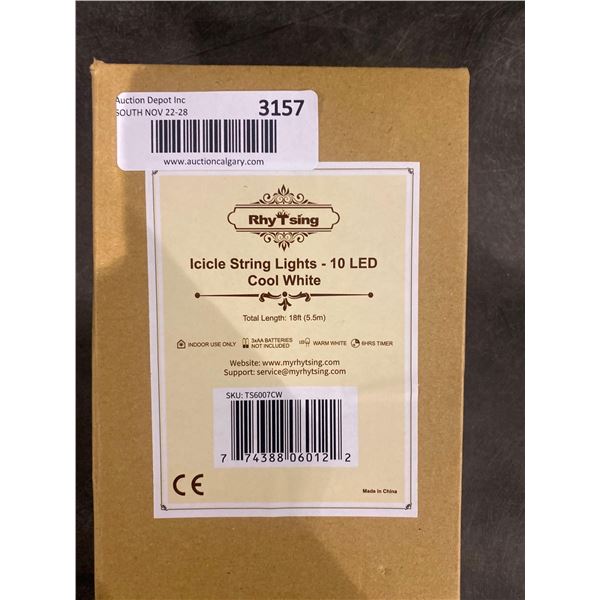 Auction Depot Inc
SOUTH NOV 22-28
3157
www.auctioncalgary.com
RhyTsing
Icicle String Lights - 10 LED
Cool White
Total Length: 18ft (5.5m)
INDOOR USE ONLY
3xAA BATTERIES
NOT INCLUDED
WARM WHITE
6HRS TIMER
Website: www.myrhytsing.com
Support: service@myrhytsing.com
SKU: TS6007CW
7 74388 06012 2
CE
Made in China